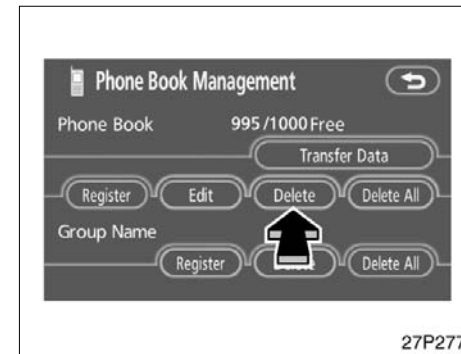 Phone Book Management
Phone Book 995/1000 Free
Transfer Data
Register Edit Delete Delete All
Group Name
Register Delete Delete All
27P277